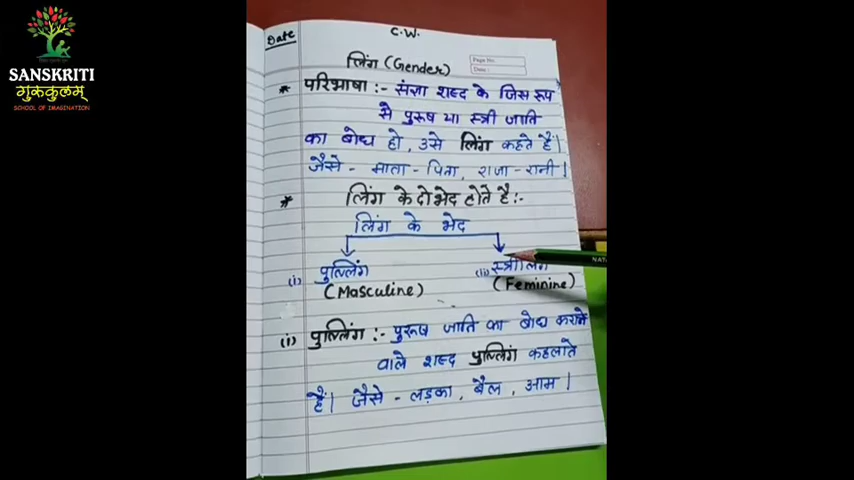 SANSKRITI
गुरुकुलम्
SCHOOL OF IMAGINATION
Date
C.W.
Page No.
Date :
लिंग (Gender)
* परिभाषा :- संज्ञा शब्द के जिस रूप
से पुरुष या स्त्री जाति
का बोध हो, उसे लिंग कहते हैं।
जैसे - माता - पिता, राजा - रानी।
* लिंग के दो भेद होते है :-
लिंग के भेद
(i) पुल्लिंग (ii) स्त्रीलिंग
(Masculine) (Feminine)
(i) पुल्लिंग :- पुरुष जाति का बोध कराने
वाले शब्द पुल्लिंग कहलाते
हैं। जैसे - लड़का, बैल, आम।